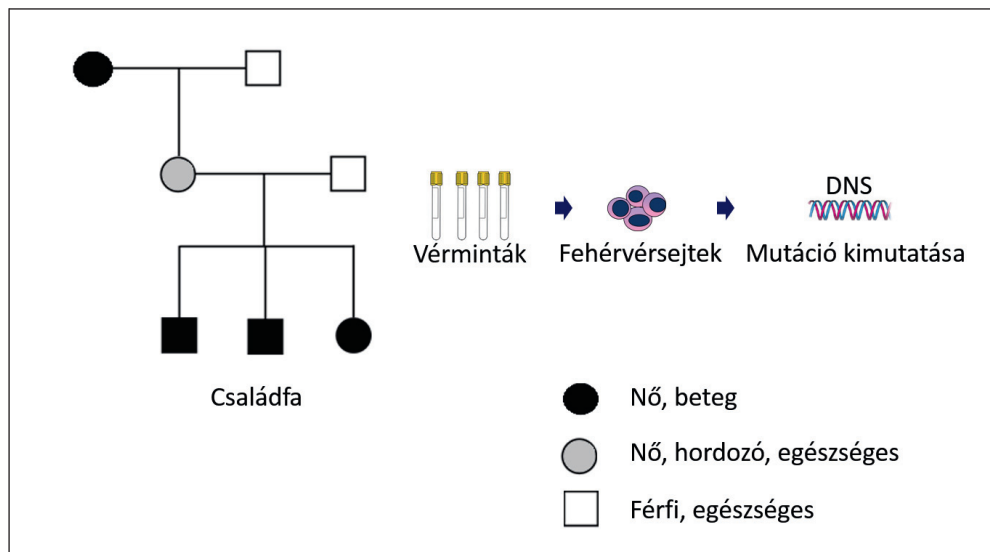 DNS
Vérminták
Fehérvérsejtek
Mutáció kimutatása
Családfa
Nő, beteg
Nő, hordozó, egészséges
Férfi, egészséges